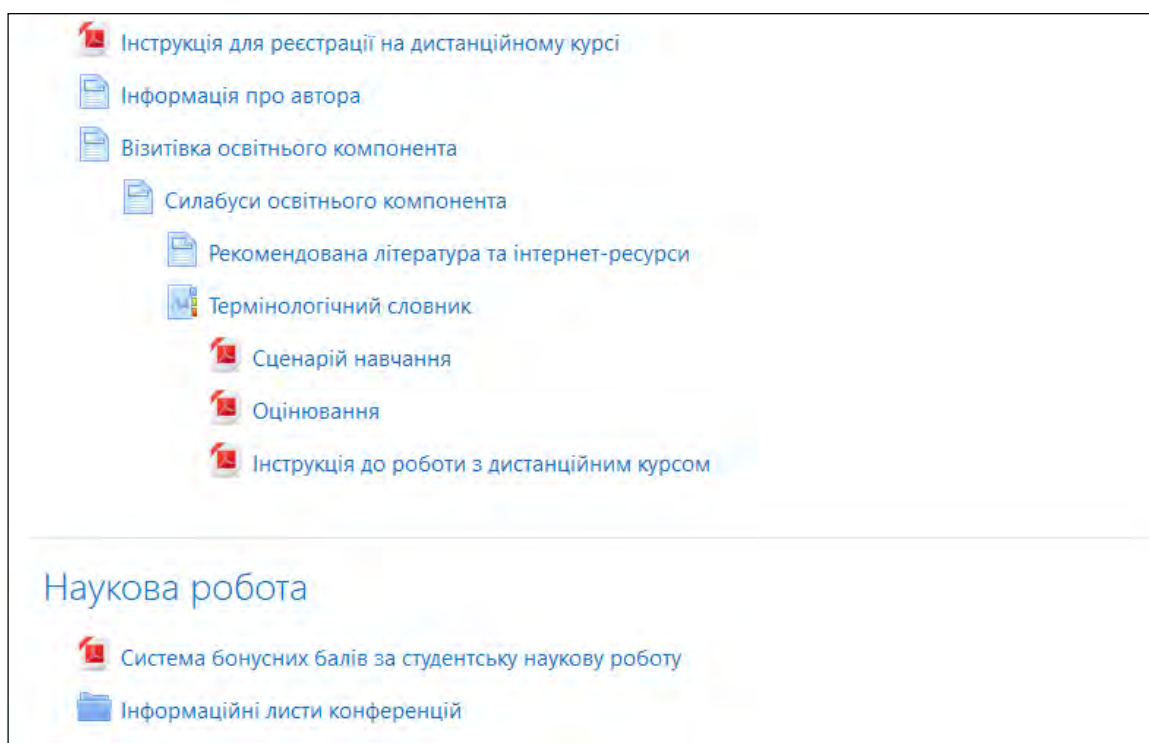 Інструкція для реєстрації на дистанційному курсі
Інформація про автора
Візитівка освітнього компонента
Силабуси освітнього компонента
Рекомендована література та інтернет-ресурси
Термінологічний словник
Сценарій навчання
Оцінювання
Інструкція до роботи з дистанційним курсом
Наукова робота
Система бонусних балів за студентську наукову роботу
Інформаційні листи конференцій